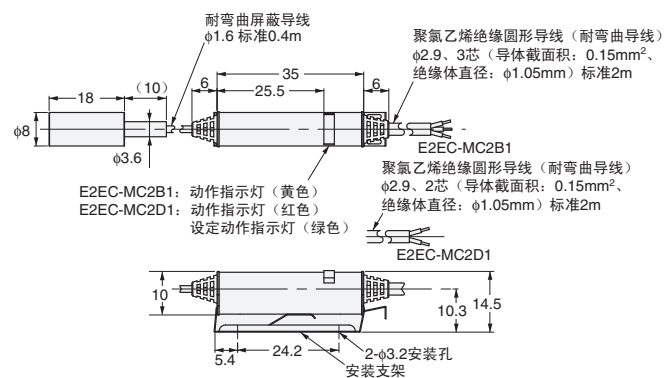 耐弯曲屏蔽导线
φ1.6 标准0.4m
聚氯乙烯绝缘圆形导线（耐弯曲导线）
φ2.9、3芯（导体截面积：0.15mm²、
绝缘体直径：φ1.05mm）标准2m
35
18
（10）
6
25.5
6
φ8
φ3.6
E2EC-MC2B1
E2EC-MC2B1：动作指示灯（黄色）
E2EC-MC2D1：动作指示灯（红色）
设定动作指示灯（绿色）
聚氯乙烯绝缘圆形导线（耐弯曲导线）
φ2.9、2芯（导体截面积：0.15mm²、
绝缘体直径：φ1.05mm）标准2m
E2EC-MC2D1
10
10.3
14.5
5.4
24.2
2-φ3.2安装孔
安装支架